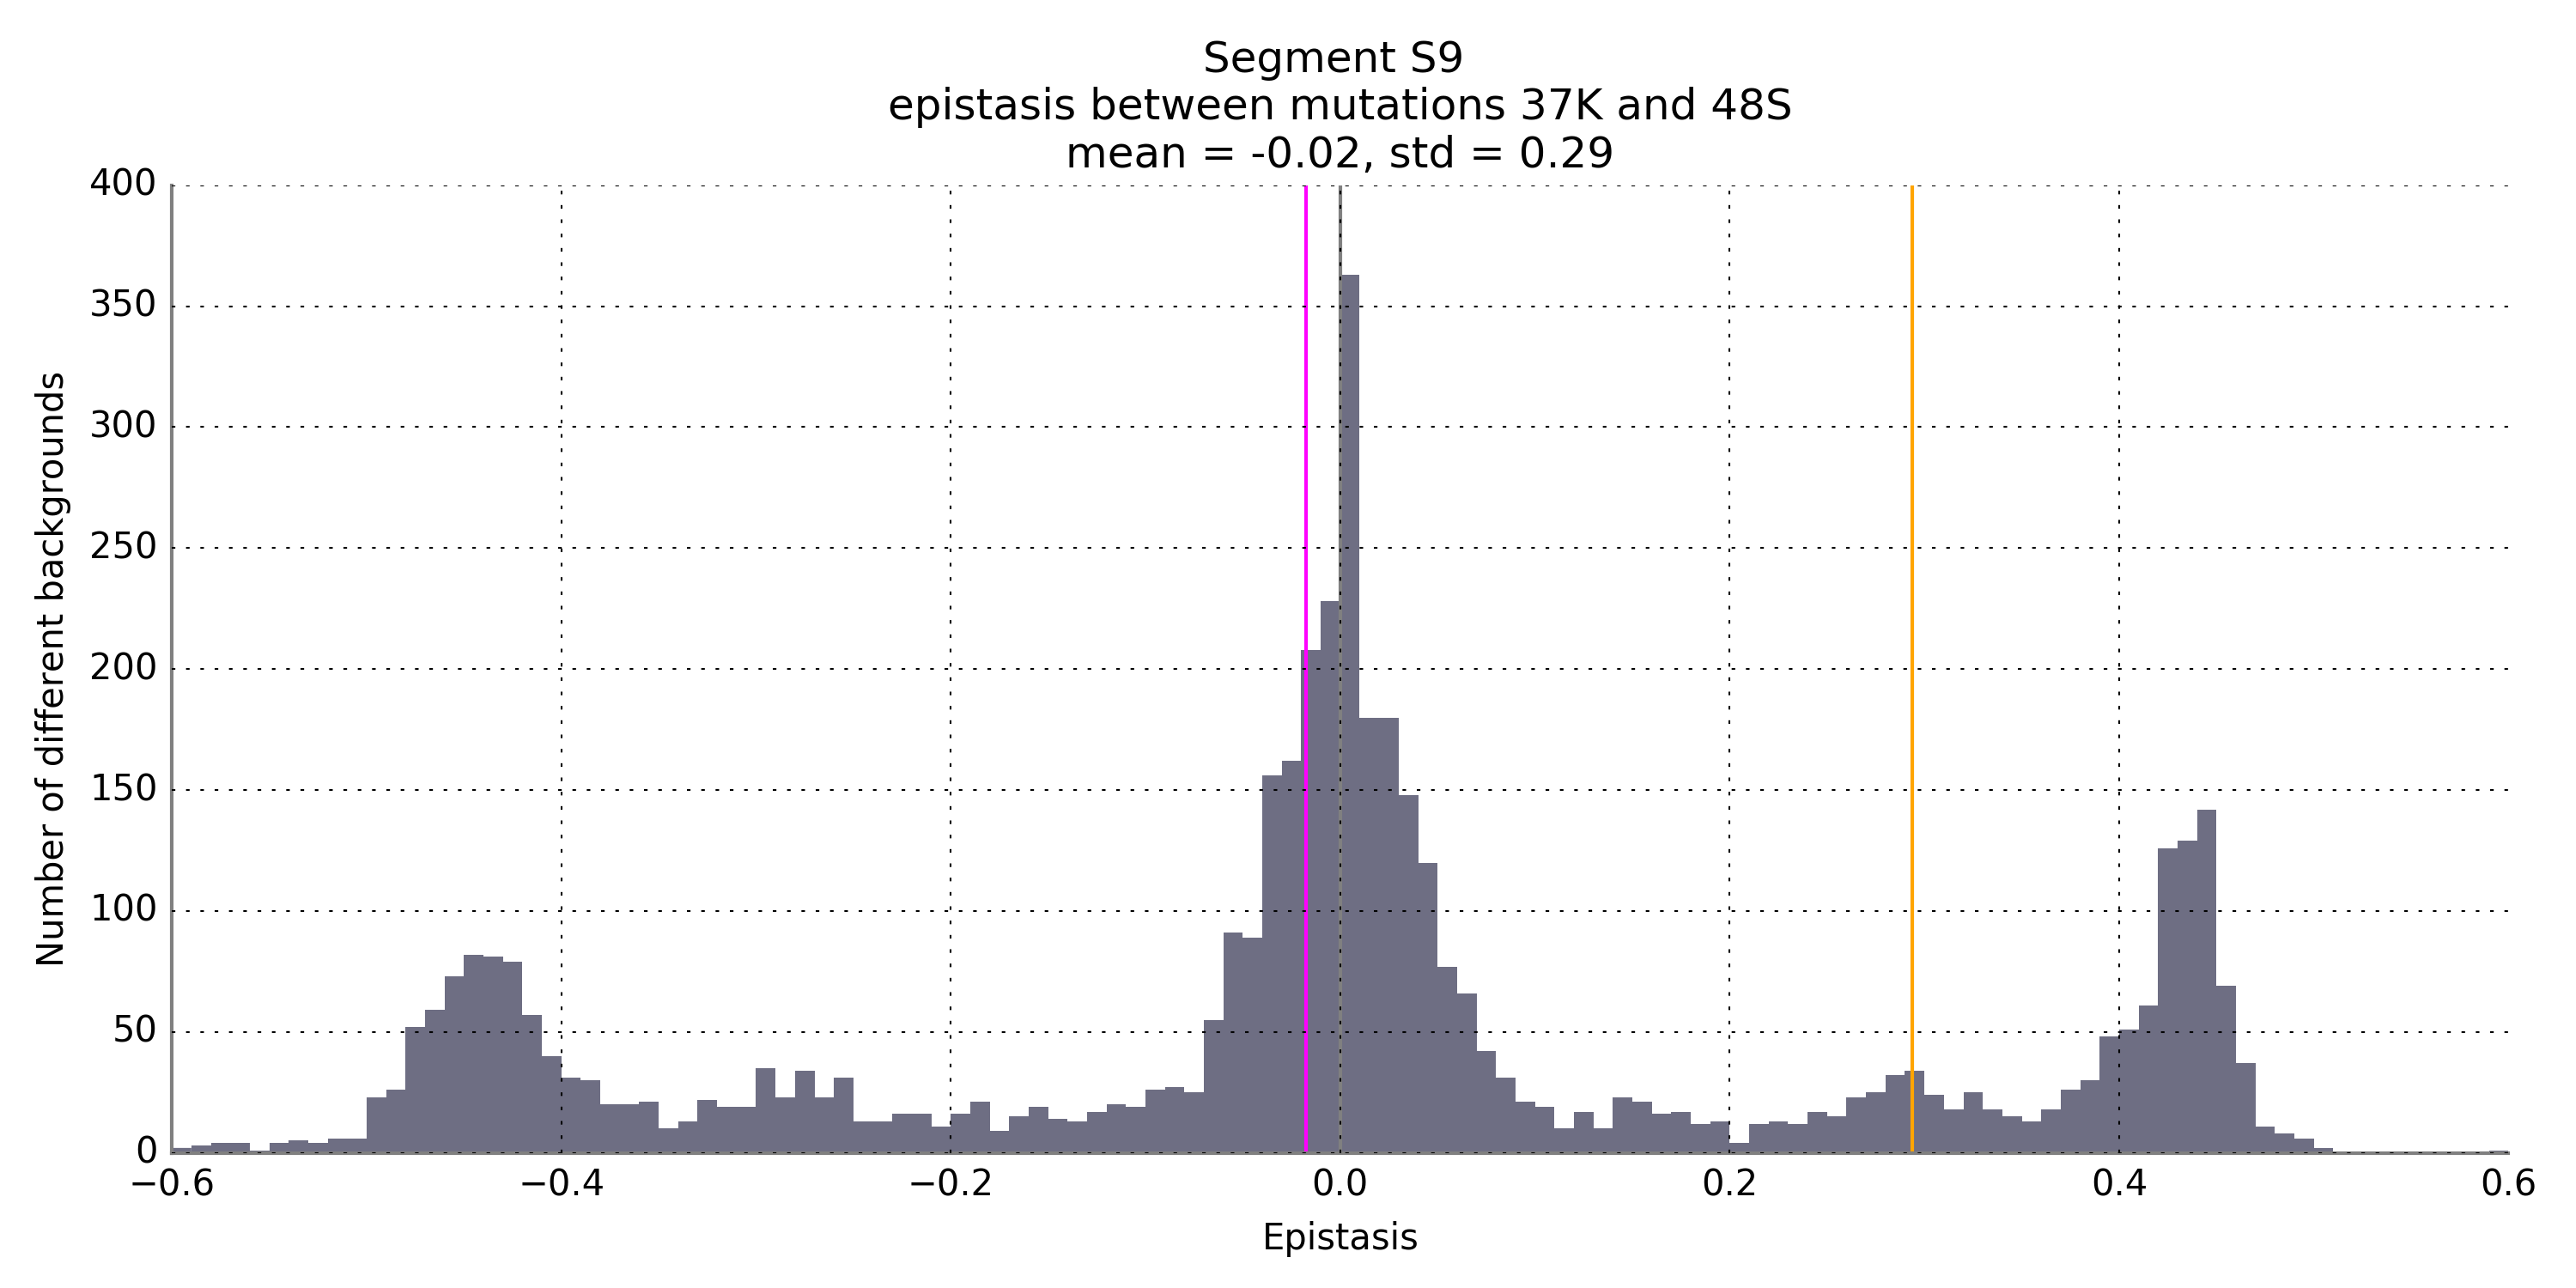 Segment S9
epistasis between mutations 37K and 48S
mean = -0.02, std = 0.29
400
350
300
250
200
150
100
50
0
Number of different backgrounds
−0.6 −0.4 −0.2 0.0 0.2 0.4 0.6
Epistasis